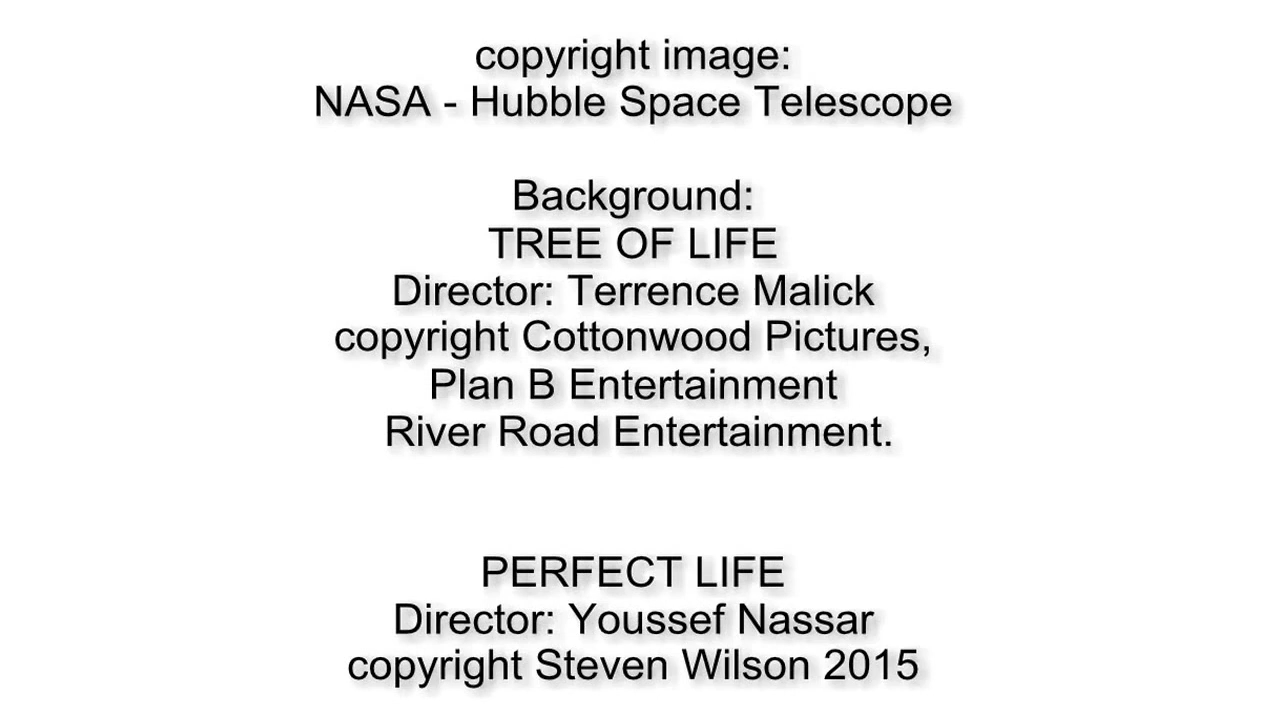 copyright image:
NASA - Hubble Space Telescope
Background:
TREE OF LIFE
Director: Terrence Malick
copyright Cottonwood Pictures,
Plan B Entertainment
River Road Entertainment.
PERFECT LIFE
Director: Youssef Nassar
copyright Steven Wilson 2015